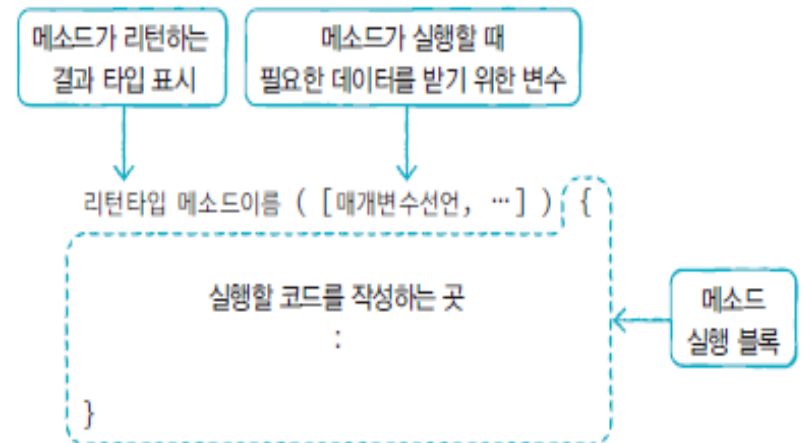 메소드가 리턴하는
결과 타입 표시
메소드가 실행할 때
필요한 데이터를 받기 위한 변수
리턴타입 메소드이름 ( [매개변수선언, …] ) {
실행할 코드를 작성하는 곳
:
메소드
실행 블록
}